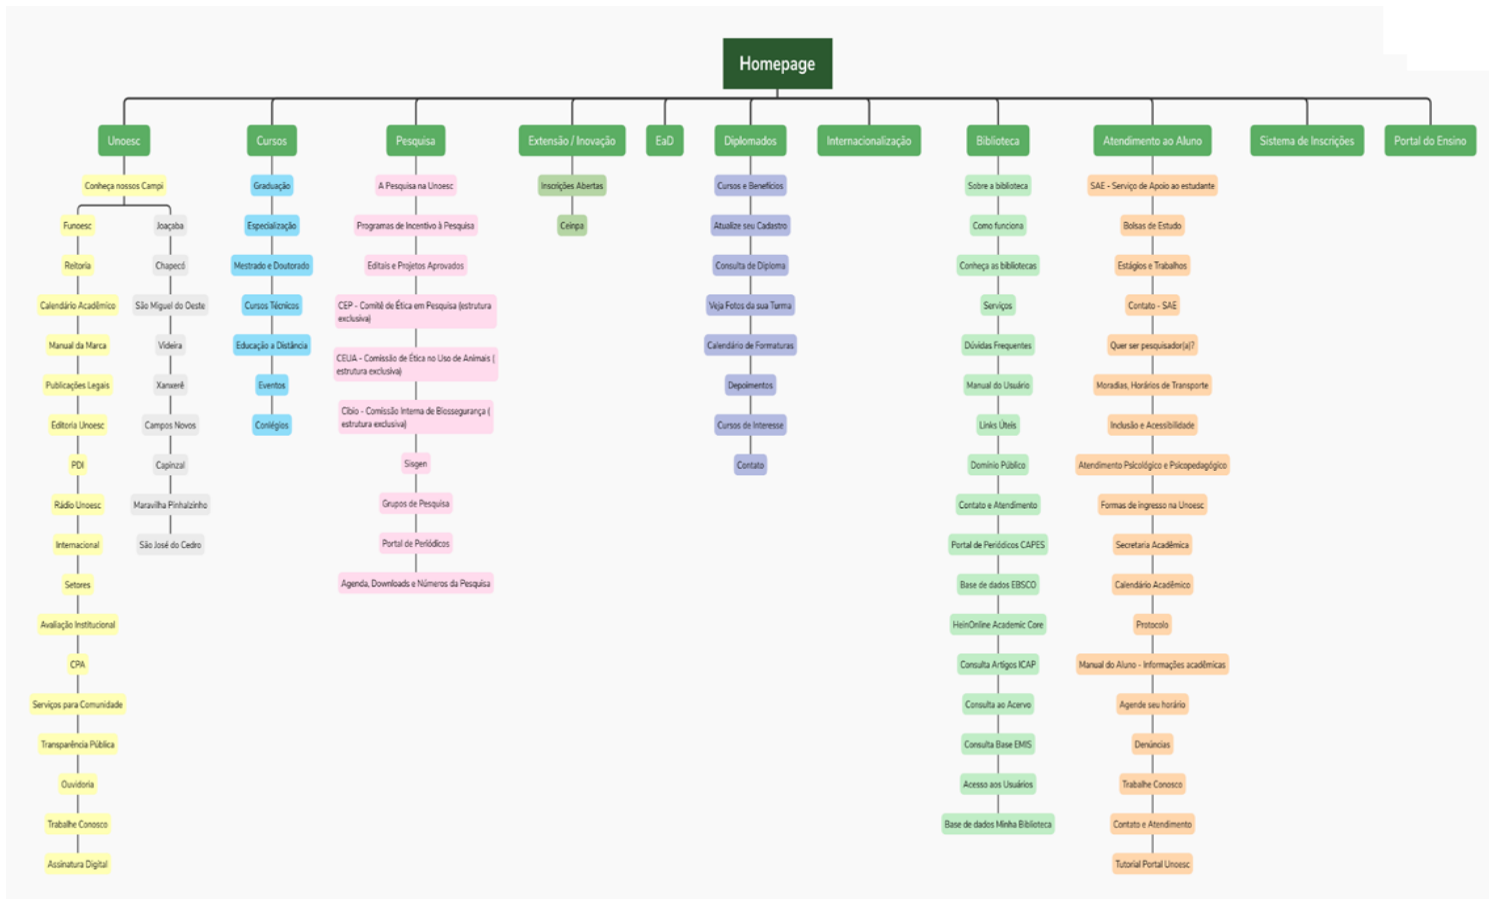 Homepage
Unoesc
Cursos
Pesquisa
Extensão / Inovação
EaD
Diplomados
Internacionalização
Biblioteca
Atendimento ao Aluno
Sistema de Inscrições
Portal do Ensino
Conheça nossos Campi
Funoesc
Reitoria
Calendário Acadêmico
Manual da Marca
Publicações Legais
Editoria Unoesc
PDI
Rádio Unoesc
Internacional
Setores
Avaliação Institucional
CPA
Serviços para Comunidade
Transparência Pública
Ouvidoria
Trabalhe Conosco
Assinatura Digital
Joaçaba
Chapecó
São Miguel do Oeste
Videira
Xanxerê
Campos Novos
Capinzal
Maravilha Pinhalzinho
São José do Cedro
Graduação
Especialização
Mestrado e Doutorado
Cursos Técnicos
Educação a Distância
Eventos
Conlégios
A Pesquisa na Unoesc
Programas de Incentivo à Pesquisa
Editais e Projetos Aprovados
CEP - Comitê de Ética em Pesquisa (estrutura
exclusiva)
CEUA - Comissão de Ética no Uso de Animais (
estrutura exclusiva)
Cibio - Comissão Interna de Biossegurança (
estrutura exclusiva)
Sisgen
Grupos de Pesquisa
Portal de Periódicos
Agenda, Downloads e Números da Pesquisa
Inscrições Abertas
Ceinpa
Cursos e Benefícios
Atualize seu Cadastro
Consulta de Diploma
Veja Fotos da sua Turma
Calendário de Formaturas
Depoimentos
Cursos de Interesse
Contato
Sobre a biblioteca
Como funciona
Conheça as bibliotecas
Serviços
Dúvidas Frequentes
Manual do Usuário
Links Úteis
Domínio Público
Contato e Atendimento
Portal de Periódicos CAPES
Base de dados EBSCO
HeinOnline Academic Core
Consulta Artigos ICAP
Consulta ao Acervo
Consulta Base EMIS
Acesso aos Usuários
Base de dados Minha Biblioteca
SAE - Serviço de Apoio ao estudante
Bolsas de Estudo
Estágios e Trabalhos
Contato - SAE
Quer ser pesquisador(a)?
Moradias, Horários de Transporte
Inclusão e Acessibilidade
Atendimento Psicológico e Psicopedagógico
Formas de ingresso na Unoesc
Secretaria Acadêmica
Calendário Acadêmico
Protocolo
Manual do Aluno - Informações acadêmicas
Agende seu horário
Denúncias
Trabalhe Conosco
Contato e Atendimento
Tutorial Portal Unoesc